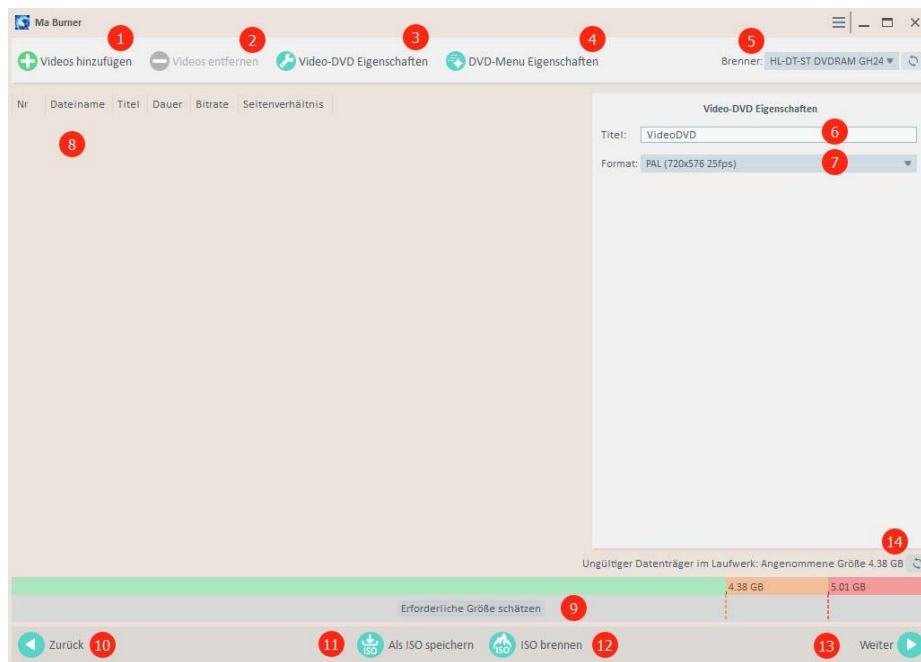 Ma Burner
1 2 3 4 5
Videos hinzufügen Videos entfernen Video-DVD Eigenschaften DVD-Menu Eigenschaften Brenner: HL-DT-ST DVDRAM GH24
Nr Dateiname Titel Dauer Bitrate Seitenverhältnis
8
Video-DVD Eigenschaften
Titel: VideoDVD 6
Format: PAL (720x576 25fps) 7
14
Ungültiger Datenträger im Laufwerk: Angenommene Größe 4.38 GB
4.38 GB 5.01 GB
Erforderliche Größe schätzen 9
Zurück 10 11 ISO Als ISO speichern ISO ISO brennen 12 13 Weiter